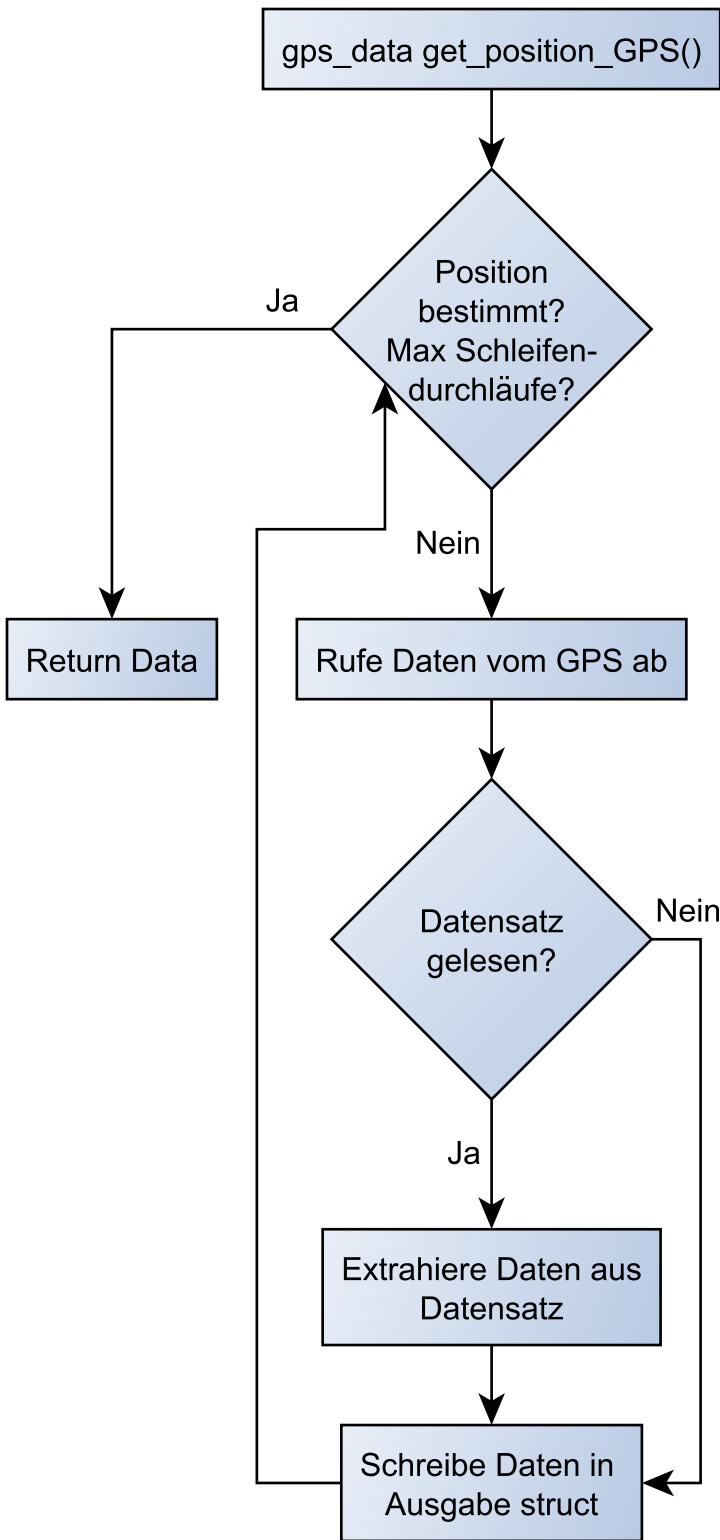 gps_data get_position_GPS()
Position
bestimmt?
Max Schleifen-
durchläufe?
Ja
Nein
Return Data
Rufe Daten vom GPS ab
Datensatz
gelesen?
Nein
Ja
Extrahiere Daten aus
Datensatz
Schreibe Daten in
Ausgabe struct